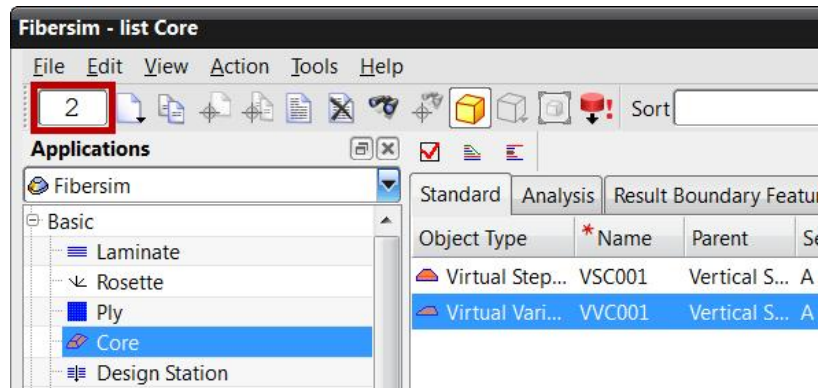 Fibersim - list Core
File Edit View Action Tools Help
2
Sort
Applications
Fibersim
Standard Analysis Result Boundary Featu
Basic
Object Type *Name Parent Se
Laminate
Virtual Step... VSC001 Vertical S... A
Rosette
Virtual Vari... VVC001 Vertical S... A
Ply
Core
Design Station